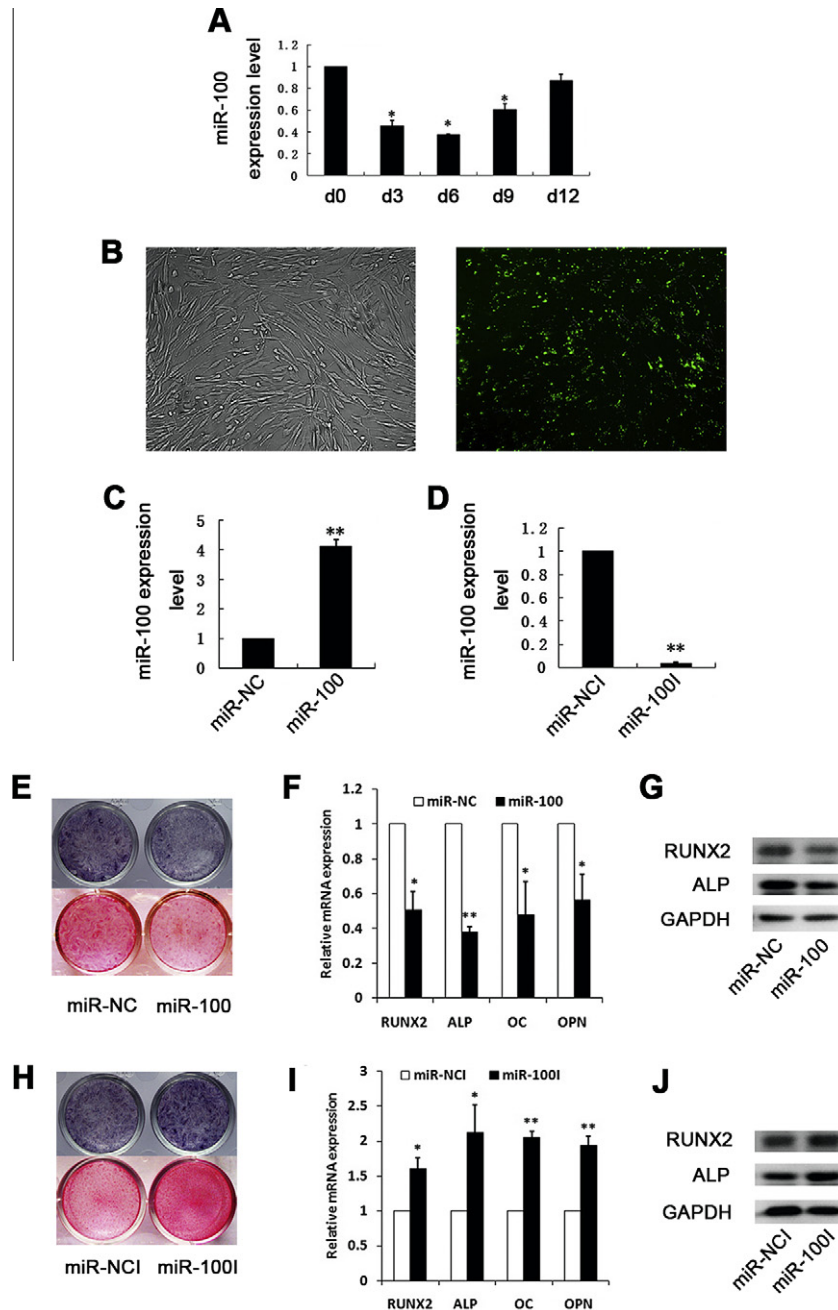 A
miR-100
expression level
1.2
1
0.8
0.6
0.4
0.2
0
*
*
*
d0 d3 d6 d9 d12
B
C
miR-100 expression
level
5
4
3
2
1
0
**
miR-NC miR-100
D
miR-100 expression
level
1.2
1
0.8
0.6
0.4
0.2
0
**
miR-NCI miR-100I
E
miR-NC miR-100
F
Relative mRNA expression
1.2
1
0.8
0.6
0.4
0.2
0
miR-NC miR-100
*
**
*
*
RUNX2 ALP OC OPN
G
RUNX2
ALP
GAPDH
miR-NC miR-100
H
miR-NCI miR-100I
I
Relative mRNA expression
3
2.5
2
1.5
1
0.5
0
miR-NCI miR-100I
*
*
**
**
RUNX2 ALP OC OPN
J
RUNX2
ALP
GAPDH
miR-NCI miR-100I